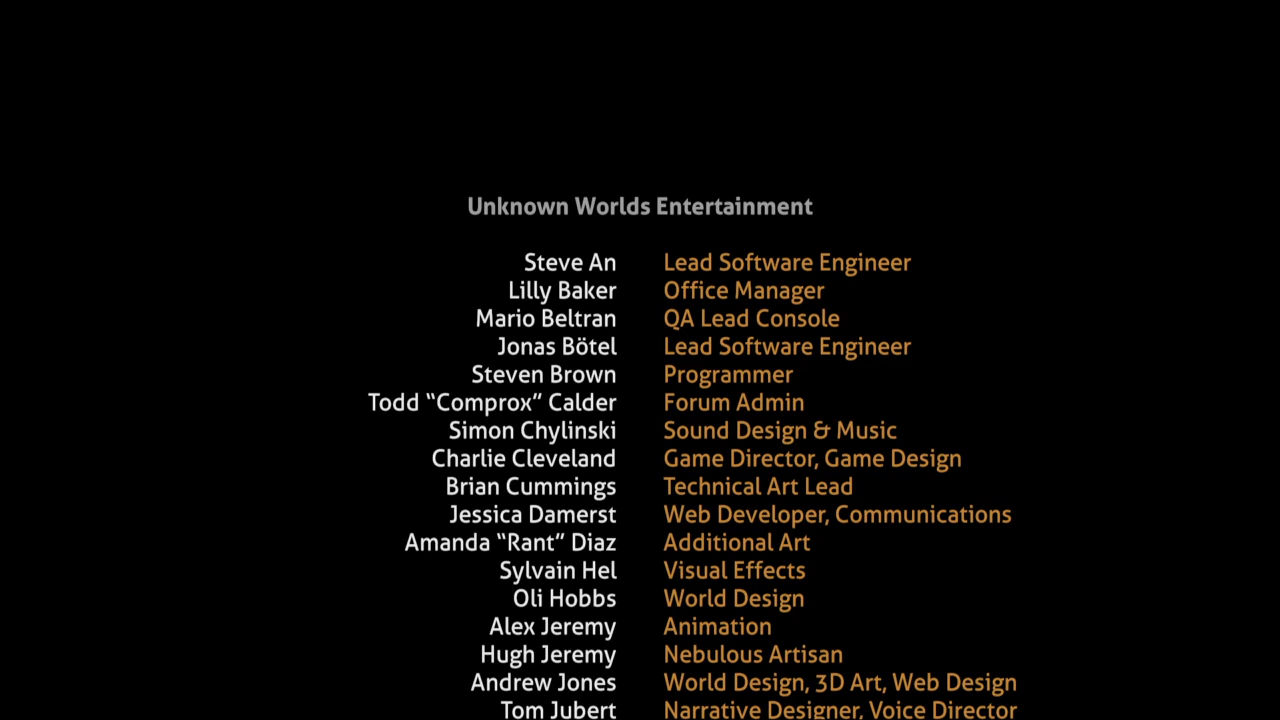 Unknown Worlds Entertainment
Steve An Lead Software Engineer
Lilly Baker Office Manager
Mario Beltran QA Lead Console
Jonas Bötel Lead Software Engineer
Steven Brown Programmer
Todd “Comprox” Calder Forum Admin
Simon Chylinski Sound Design & Music
Charlie Cleveland Game Director, Game Design
Brian Cummings Technical Art Lead
Jessica Damerst Web Developer, Communications
Amanda “Rant” Diaz Additional Art
Sylvain Hel Visual Effects
Oli Hobbs World Design
Alex Jeremy Animation
Hugh Jeremy Nebulous Artisan
Andrew Jones World Design, 3D Art, Web Design
Tom Jubert Narrative Designer, Voice Director